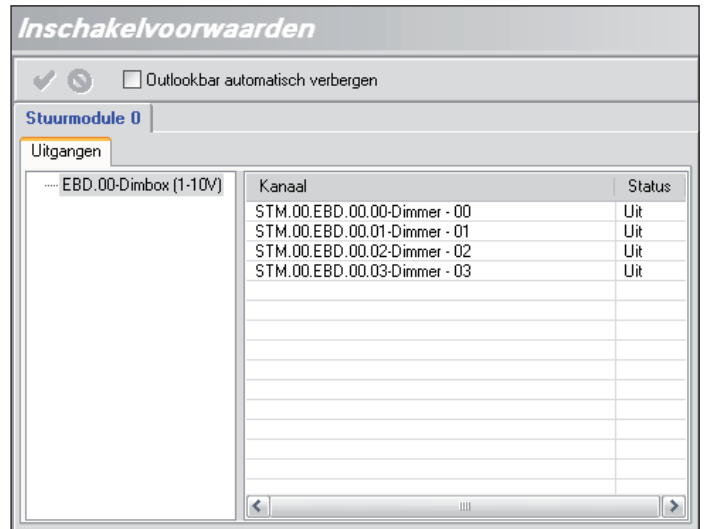 Inschakelvoorwaarden
Outlookbar automatisch verbergen
Stuurmodule 0
Uitgangen
EBD.00-Dimbox (1-10V)
Kanaal Status
STM.00.EBD.00.00-Dimmer - 00 Uit
STM.00.EBD.00.01-Dimmer - 01 Uit
STM.00.EBD.00.02-Dimmer - 02 Uit
STM.00.EBD.00.03-Dimmer - 03 Uit